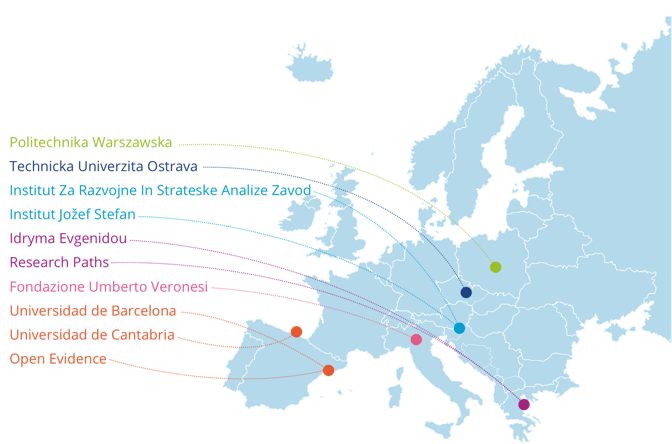 Politechnika Warszawska
Technicka Univerzita Ostrava
Institut Za Razvojne In Strateske Analize Zavod
Institut Jožef Stefan
Idryma Evgenidou
Research Paths
Fondazione Umberto Veronesi
Universidad de Barcelona
Universidad de Cantabria
Open Evidence